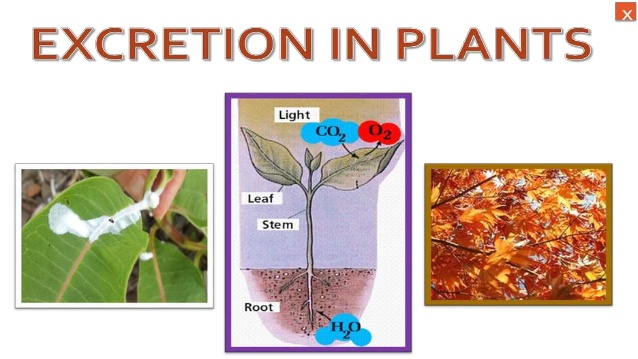 X
EXCRETION IN PLANTS
Light
CO2 O2
Leaf
Stem
Root
H2O